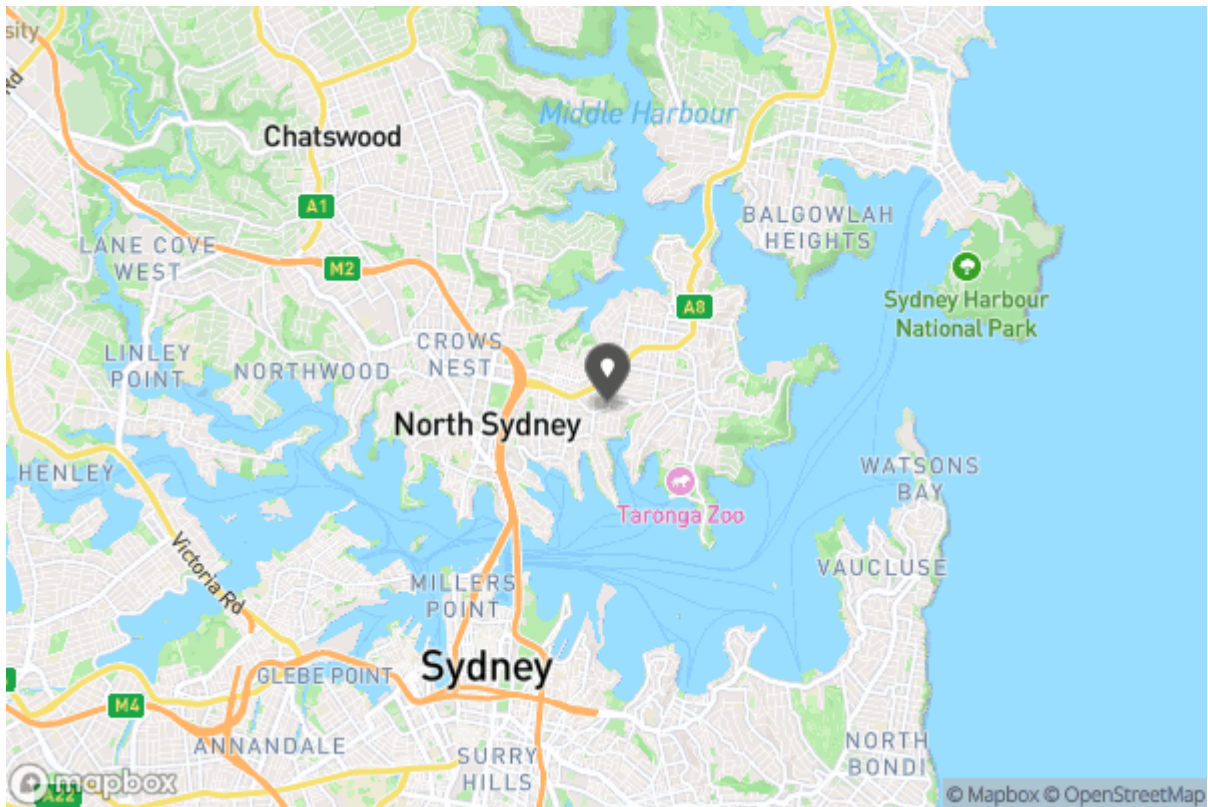 sity
Rd
Chatswood
Middle Harbour
A1
BALGOWLAH
HEIGHTS
LANE COVE
WEST
M2
Sydney Harbour
National Park
A8
CROWS
NEST
LINLEY
POINT
NORTHWOOD
North Sydney
HENLEY
WATSONS
BAY
Taronga Zoo
Victoria Rd
MILLERS
POINT
VAUCLUSE
Sydney
GLEBE POINT
M4
ANNANDALE
SURRY
HILLS
NORTH
BONDI
mapbox
A22
© Mapbox © OpenStreetMap